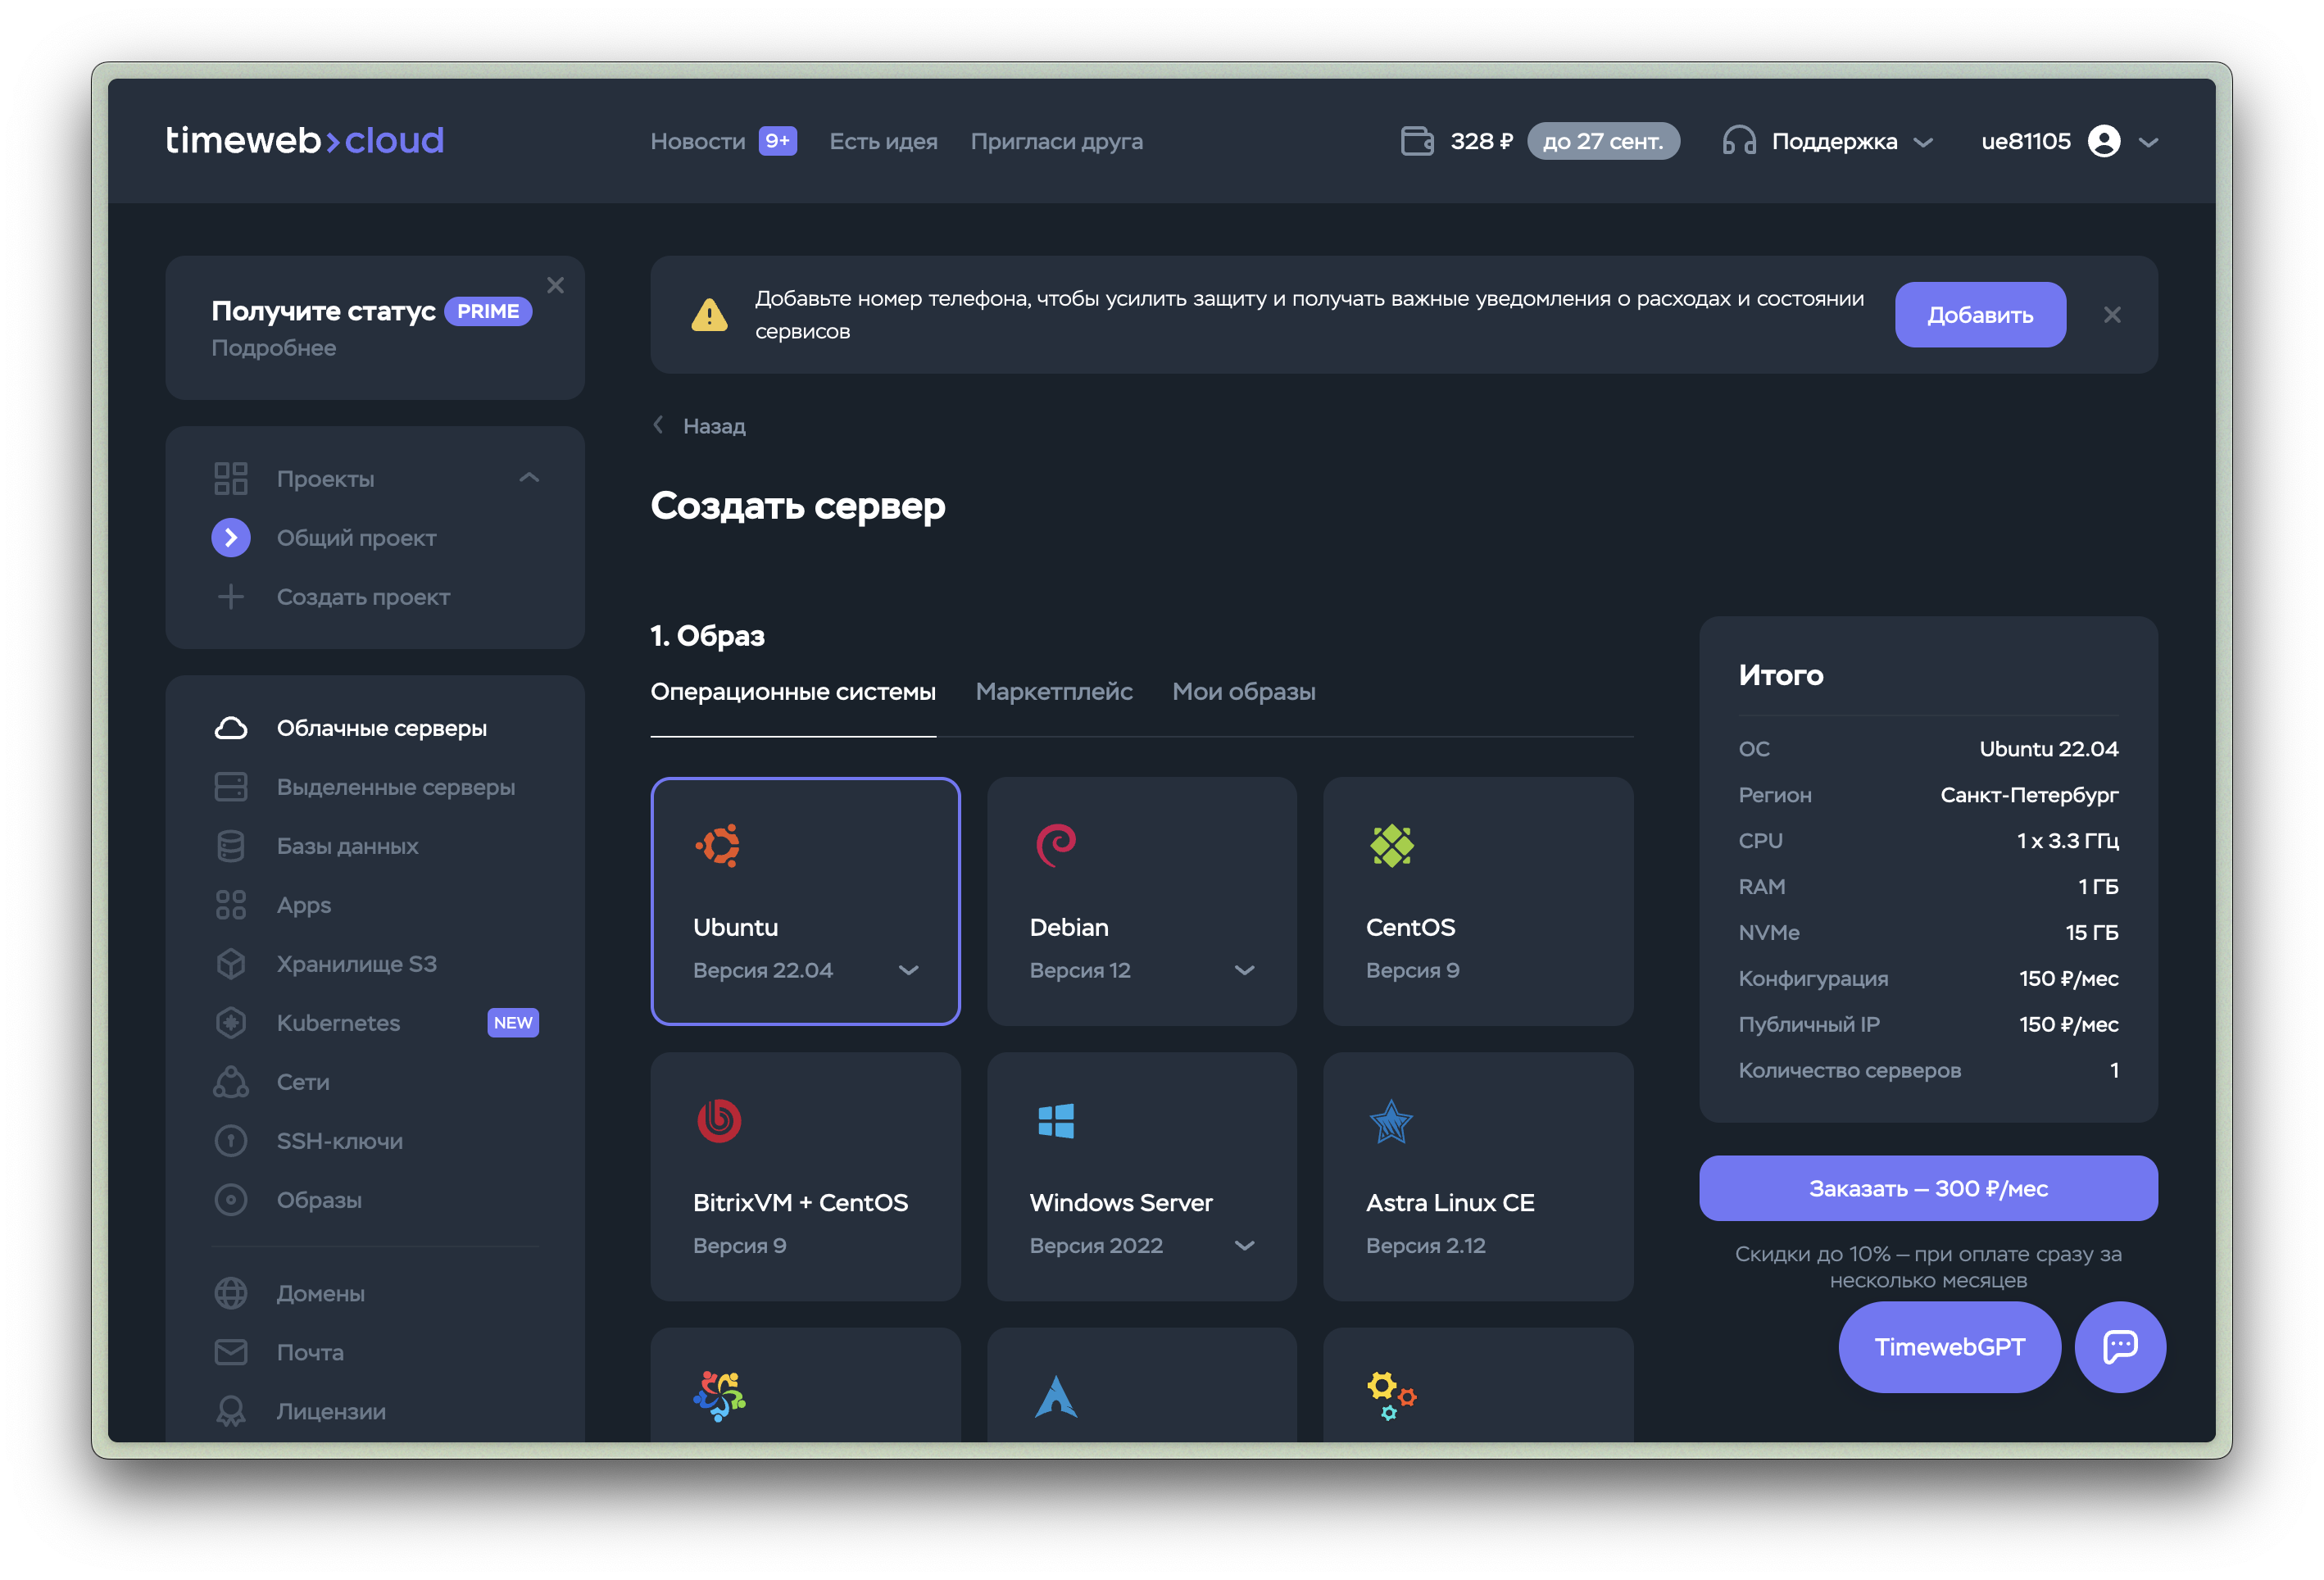 timeweb>cloud
Новости 9+ Есть идея Пригласи друга
328 ₽ до 27 сент. Поддержка ue81105
Получите статус PRIME
Подробнее
Проекты
Общий проект
Создать проект
Облачные серверы
Выделенные серверы
Базы данных
Apps
Хранилище S3
Kubernetes NEW
Сети
SSH-ключи
Образы
Домены
Почта
Лицензии
Добавьте номер телефона, чтобы усилить защиту и получать важные уведомления о расходах и состоянии
сервисов
Добавить
Назад
Создать сервер
1. Образ
Операционные системы Маркетплейс Мои образы
Ubuntu
Версия 22.04
Debian
Версия 12
CentOS
Версия 9
BitrixVM + CentOS
Версия 9
Windows Server
Версия 2022
Astra Linux CE
Версия 2.12
Итого
ОС Ubuntu 22.04
Регион Санкт-Петербург
CPU 1 x 3.3 ГГц
RAM 1 ГБ
NVMe 15 ГБ
Конфигурация 150 ₽/мес
Публичный IP 150 ₽/мес
Количество серверов 1
Заказать — 300 ₽/мес
Скидки до 10% — при оплате сразу за
несколько месяцев
TimewebGPT